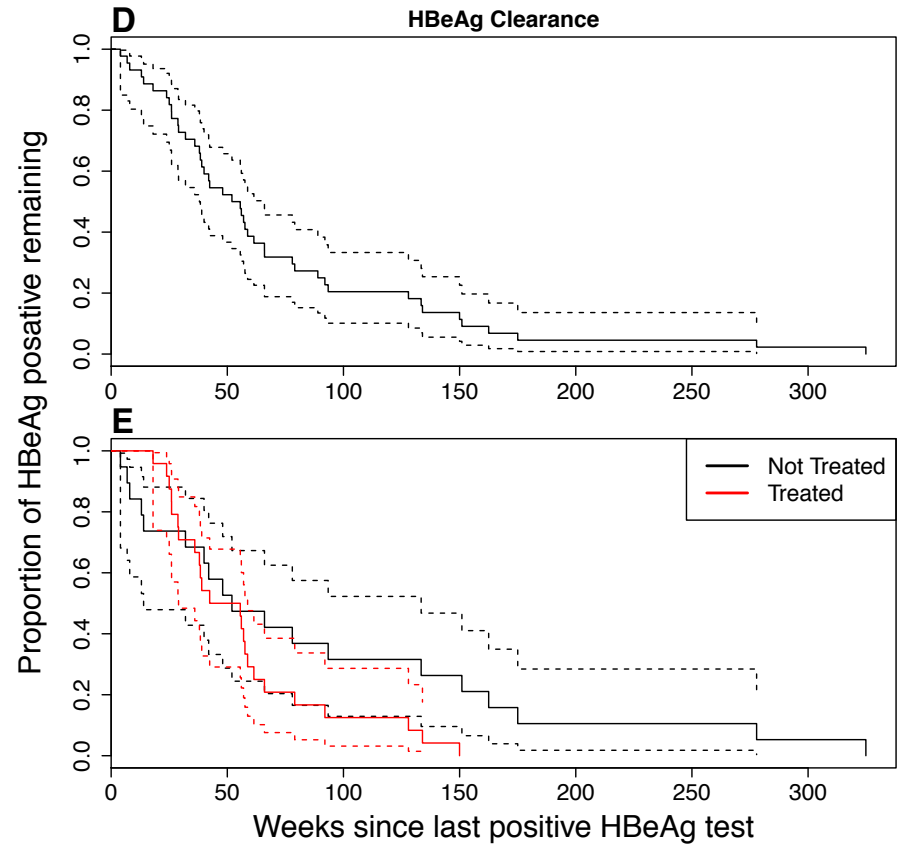 D
HBeAg Clearance
1.0
0.8
0.6
0.4
0.2
0.0
0 50 100 150 200 250 300
Proportion of HBeAg posative remaining
E
Not Treated
Treated
1.0
0.8
0.6
0.4
0.2
0.0
0 50 100 150 200 250 300
Weeks since last positive HBeAg test